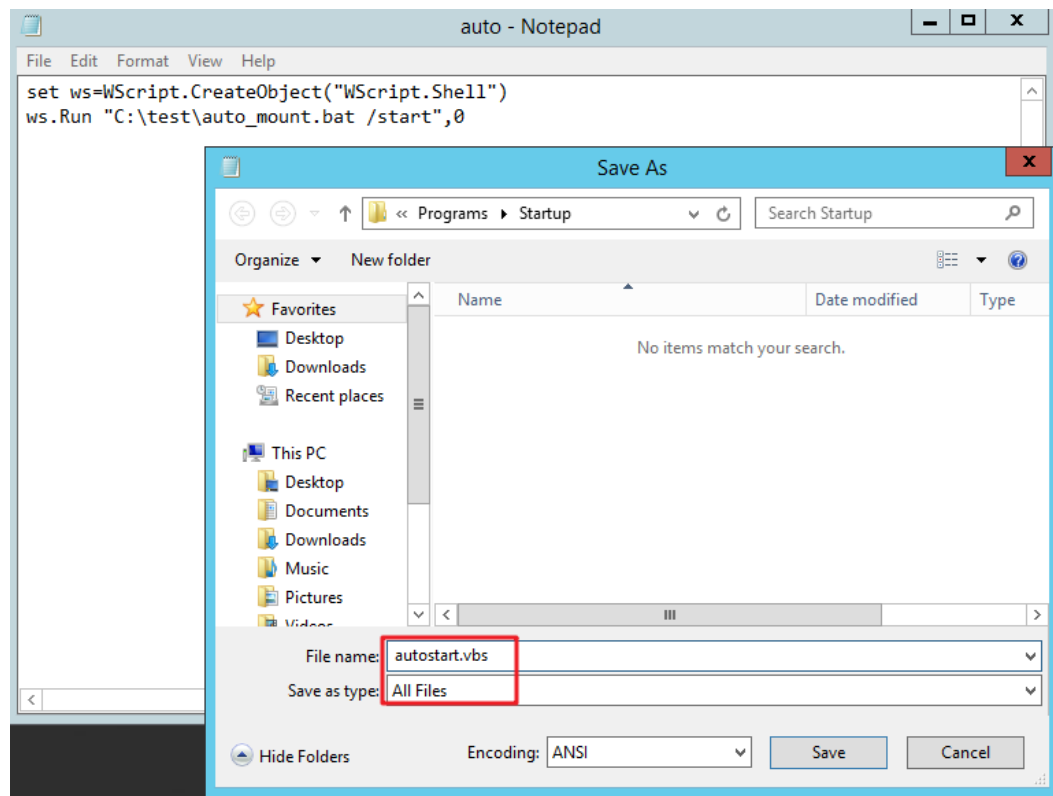 auto - Notepad
File Edit Format View Help
set ws=WScript.CreateObject("WScript.Shell")
ws.Run "C:\test\auto_mount.bat /start",0
Save As
« Programs Startup
Search Startup
Organize New folder
Name Date modified Type
No items match your search.
Favorites
Desktop
Downloads
Recent places
This PC
Desktop
Documents
Downloads
Music
Pictures
Videos
File name: autostart.vbs
Save as type: All Files
Hide Folders Encoding: ANSI Save Cancel